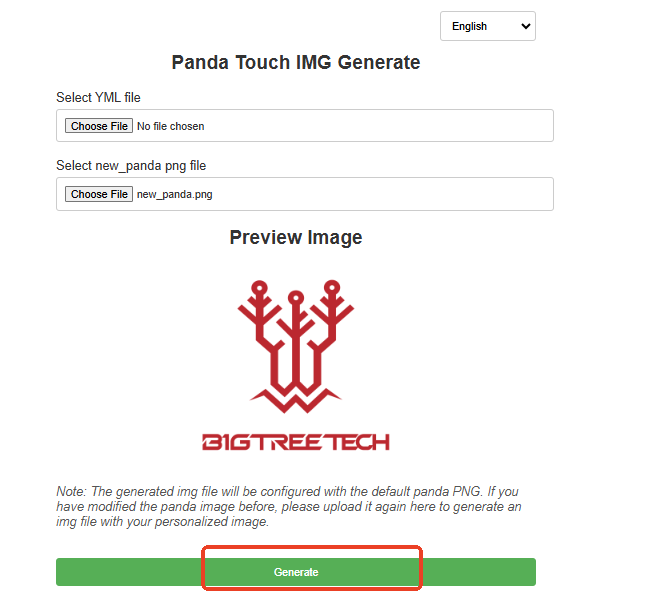 English
Panda Touch IMG Generate
Select YML file
Choose File No file chosen
Select new_panda png file
Choose File new_panda.png
Preview Image
BIGTREETECH
Note: The generated img file will be configured with the default panda PNG. If you
have modified the panda image before, please upload it again here to generate an
img file with your personalized image.
Generate